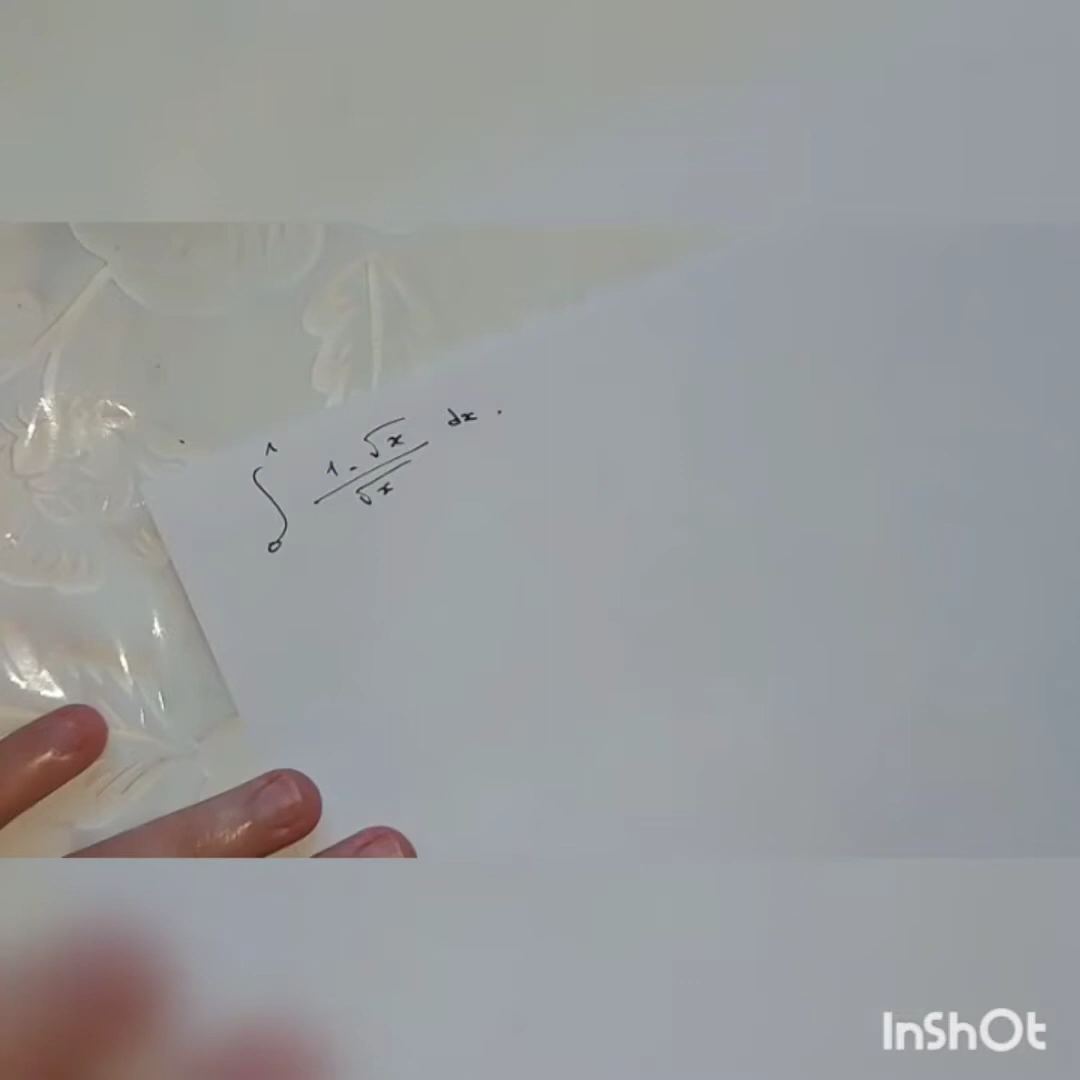 ∫₀¹ (1-√x)/√x dx .
InShOt